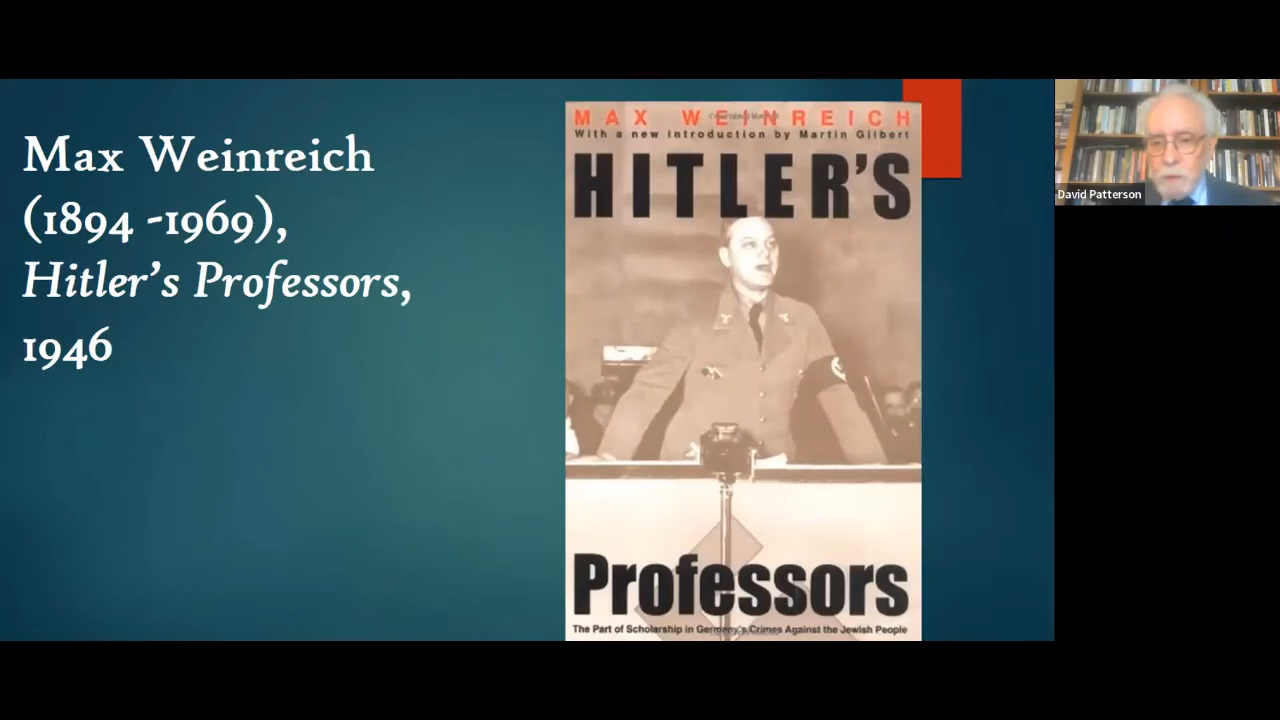 Max Weinreich
(1894 -1969),
Hitler's Professors,
1946
MAX WEINREICH
With a new introduction by Martin Gilbert
HITLER'S
Professors
The Part of Scholarship in Germany's Crimes Against the Jewish People
David Patterson